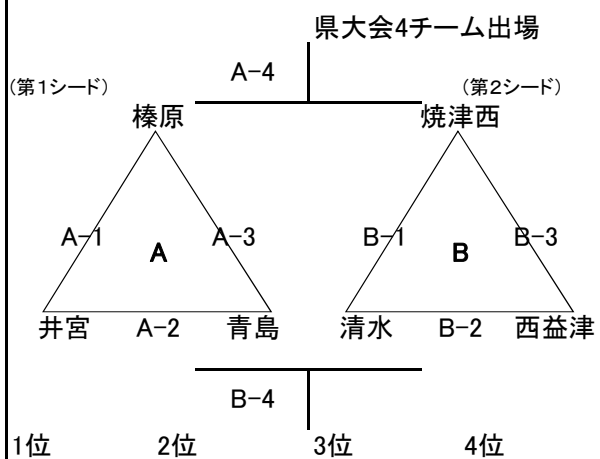 県大会4チーム出場
A-4
(第1シード) (第2シード)
榛原 焼津西
A-1 A A-3 B-1 B B-3
井宮 A-2 青島 清水 B-2 西益津
B-4
1位 2位 3位 4位